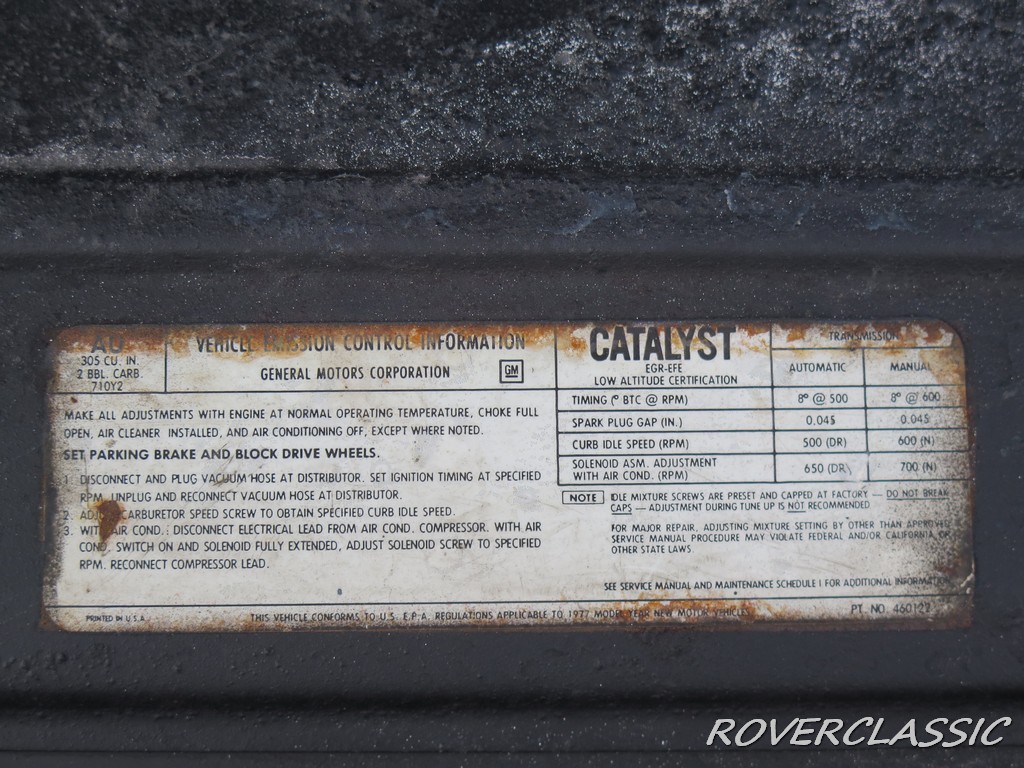 AU
305 CU. IN.
2 BBL. CARB.
710Y2
VEHICLE EMISSION CONTROL INFORMATION
GENERAL MOTORS CORPORATION GM
MAKE ALL ADJUSTMENTS WITH ENGINE AT NORMAL OPERATING TEMPERATURE, CHOKE FULL
OPEN, AIR CLEANER INSTALLED, AND AIR CONDITIONING OFF, EXCEPT WHERE NOTED.
SET PARKING BRAKE AND BLOCK DRIVE WHEELS.
1. DISCONNECT AND PLUG VACUUM HOSE AT DISTRIBUTOR. SET IGNITION TIMING AT SPECIFIED
RPM. UNPLUG AND RECONNECT VACUUM HOSE AT DISTRIBUTOR.
2. ADJUST CARBURETOR SPEED SCREW TO OBTAIN SPECIFIED CURB IDLE SPEED.
3. WITH AIR COND.: DISCONNECT ELECTRICAL LEAD FROM AIR COND. COMPRESSOR. WITH AIR
COND. SWITCH ON AND SOLENOID FULLY EXTENDED, ADJUST SOLENOID SCREW TO SPECIFIED
RPM. RECONNECT COMPRESSOR LEAD.
CATALYST
EGR-EFE
LOW ALTITUDE CERTIFICATION
TRANSMISSION
AUTOMATIC MANUAL
TIMING (° BTC @ RPM) 8° @ 500 8° @ 600
SPARK PLUG GAP (IN.) 0.045 0.045
CURB IDLE SPEED (RPM) 500 (DR) 600 (N)
SOLENOID ASM. ADJUSTMENT
WITH AIR COND. (RPM) 650 (DR) 700 (N)
NOTE IDLE MIXTURE SCREWS ARE PRESET AND CAPPED AT FACTORY — DO NOT BREAK
CAPS — ADJUSTMENT DURING TUNE UP IS NOT RECOMMENDED
FOR MAJOR REPAIR, ADJUSTING MIXTURE SETTING BY OTHER THAN APPROVED
SERVICE MANUAL PROCEDURE MAY VIOLATE FEDERAL AND/OR CALIFORNIA OR
OTHER STATE LAWS.
SEE SERVICE MANUAL AND MAINTENANCE SCHEDULE I FOR ADDITIONAL INFORMATION
PRINTED IN U.S.A. THIS VEHICLE CONFORMS TO U.S. E.P.A. REGULATIONS APPLICABLE TO 1977 MODEL YEAR NEW MOTOR VEHICLES PT. NO. 460127
ROVERCLASSIC